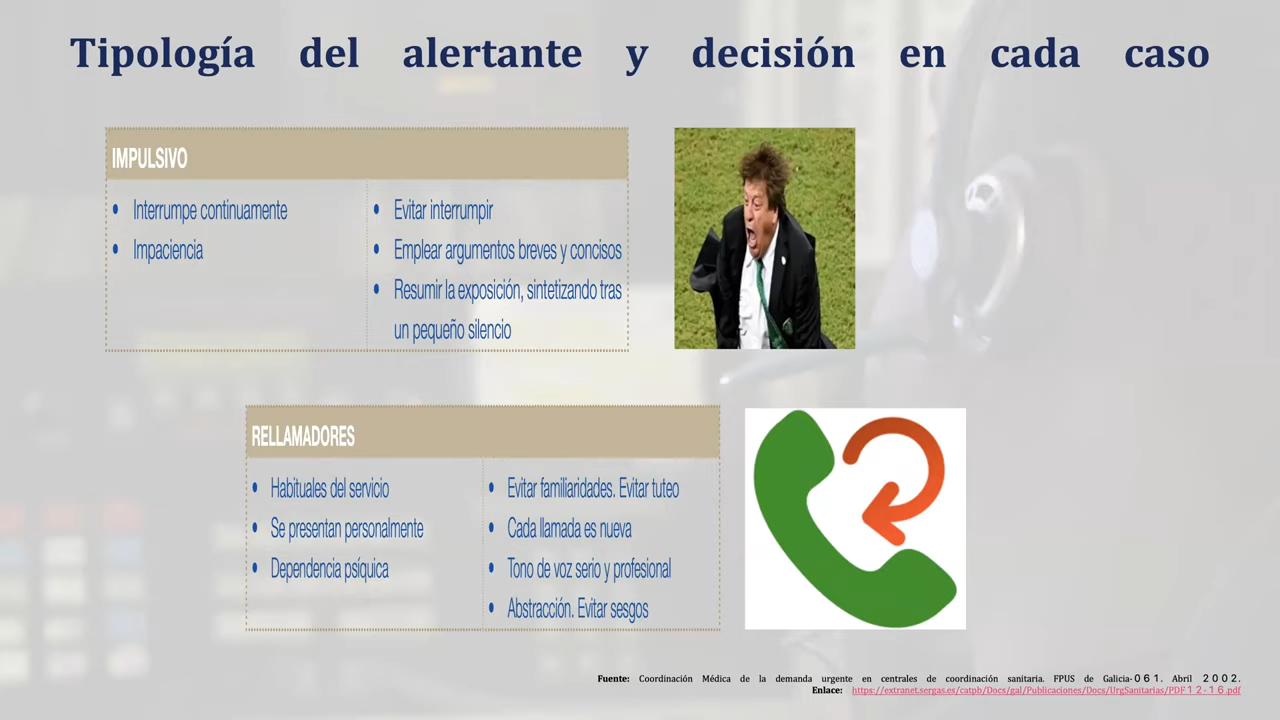 Tipología del alertante y decisión en cada caso
IMPULSIVO
• Interrumpe continuamente
• Impaciencia
• Evitar interrumpir
• Emplear argumentos breves y concisos
• Resumir la exposición, sintetizando tras
un pequeño silencio
RELLAMADORES
• Habituales del servicio
• Se presentan personalmente
• Dependencia psíquica
• Evitar familiaridades. Evitar tuteo
• Cada llamada es nueva
• Tono de voz serio y profesional
• Abstracción. Evitar sesgos
Fuente: Coordinación Médica de la demanda urgente en centrales de coordinación sanitaria. FPUS de Galicia-061. Abril 2002.
Enlace: https://extranet.sergas.es/catpb/Docs/gal/Publicaciones/Docs/UrgSanitarias/PDF12-16.pdf